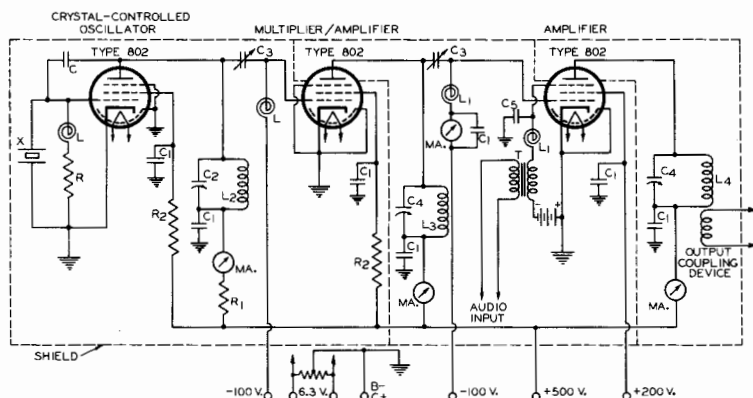 CRYSTAL-CONTROLLED
OSCILLATOR
MULTIPLIER/AMPLIFIER
AMPLIFIER
TYPE 802
TYPE 802
TYPE 802
C
C3
C3
X
L
R
C1
R2
C2
L2
C1
MA.
R1
L
C1
R2
C4
L3
C1
MA.
L1
MA.
C1
C5
L1
T
- +
AUDIO
INPUT
C1
C4
L4
C1
MA.
OUTPUT
COUPLING
DEVICE
SHIELD
-100 V.
6.3 V.
B-
C+
-100 V.
+500 V.
+200 V.